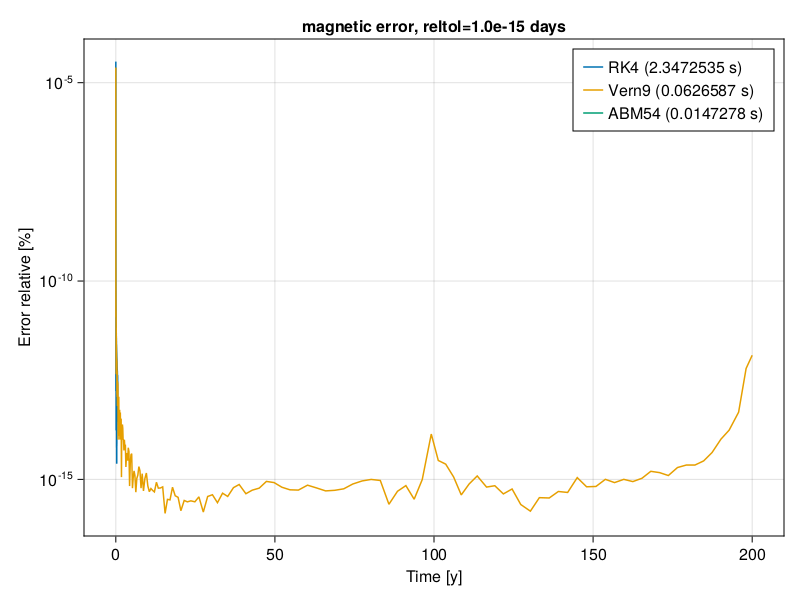 magnetic error, reltol=1.0e-15 days
RK4 (2.3472535 s)
Vern9 (0.0626587 s)
ABM54 (0.0147278 s)
Error relative [%]
10^-5
10^-10
10^-15
0 50 100 150 200
Time [y]